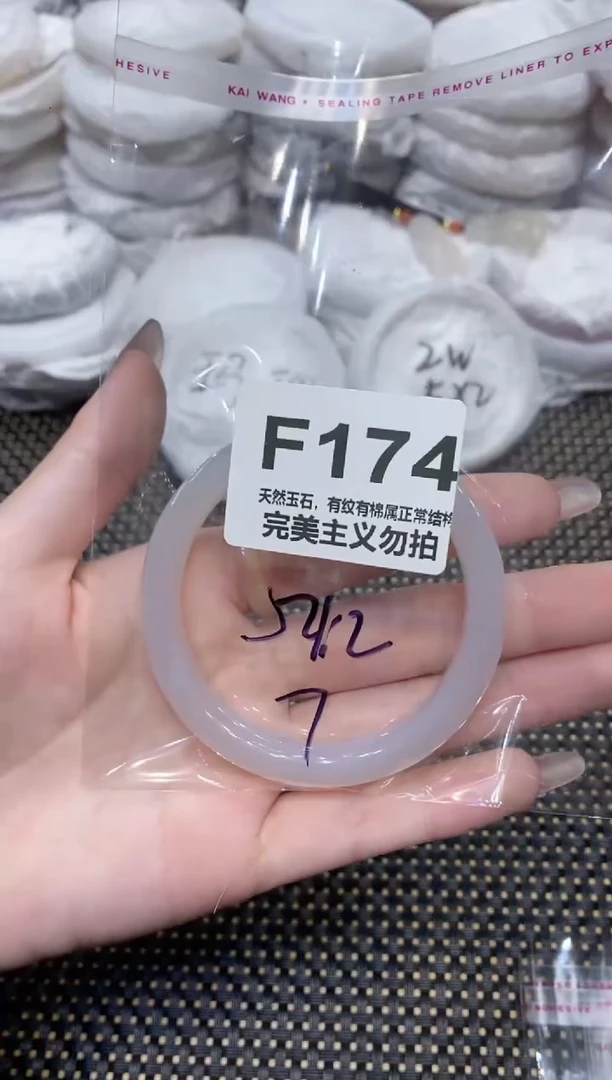 HESIVE KAI WANG • SEALING TAPE REMOVE LINER TO EXP
2W
F174
天然玉石，有纹有棉属正常结构
完美主义勿拍
54.2
7